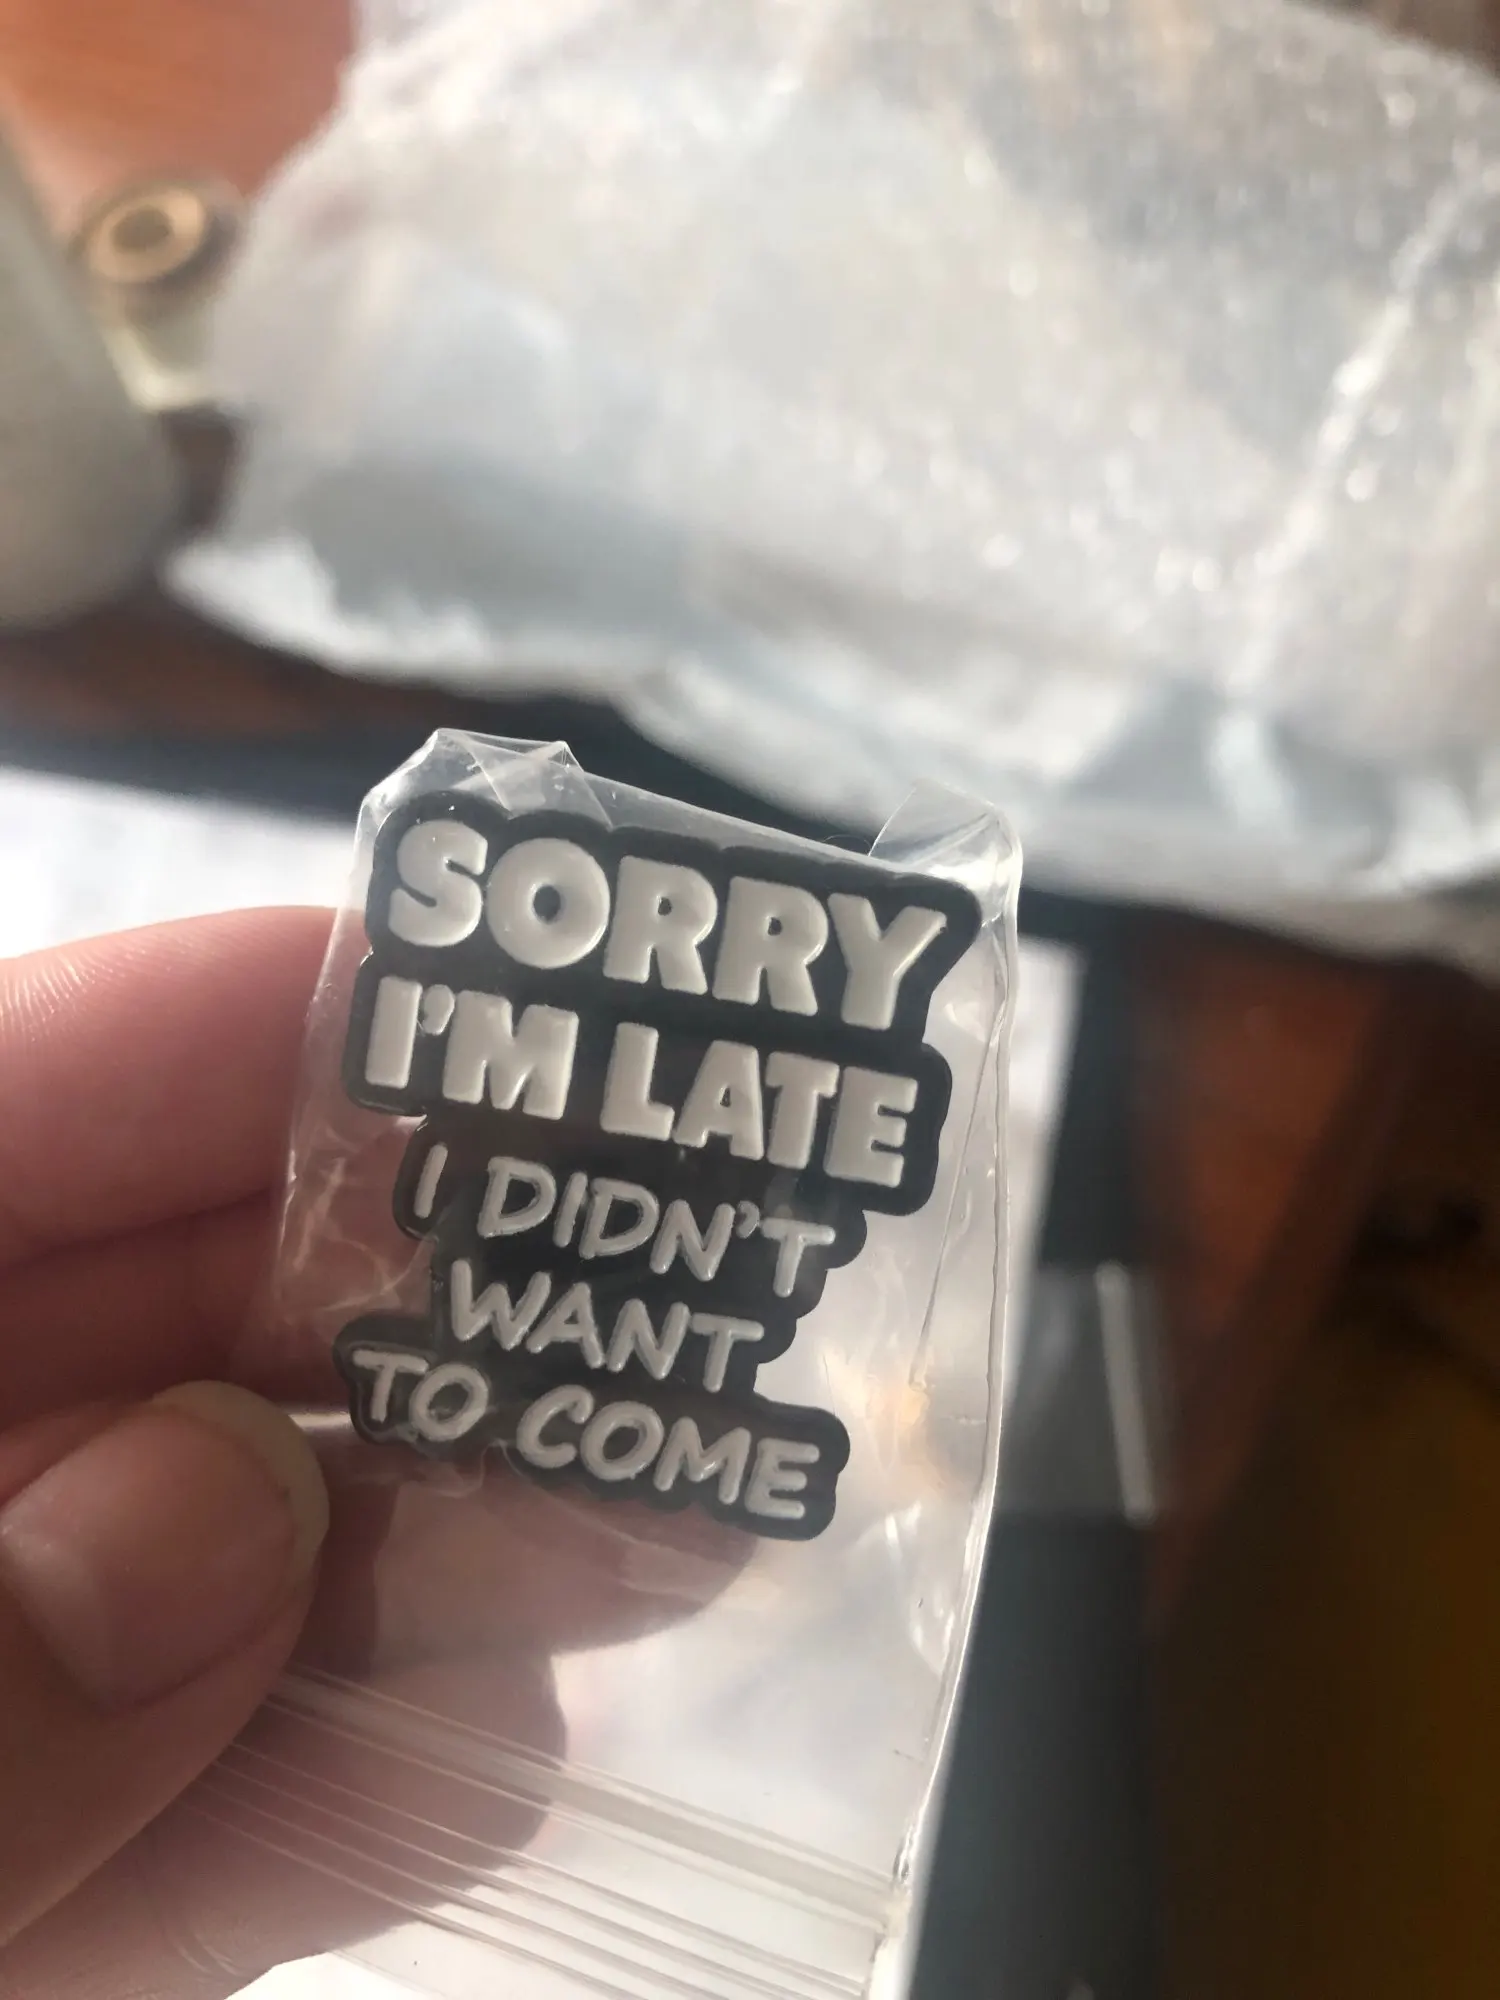 SORRY
I'M LATE
I DIDN'T
WANT
TO COME